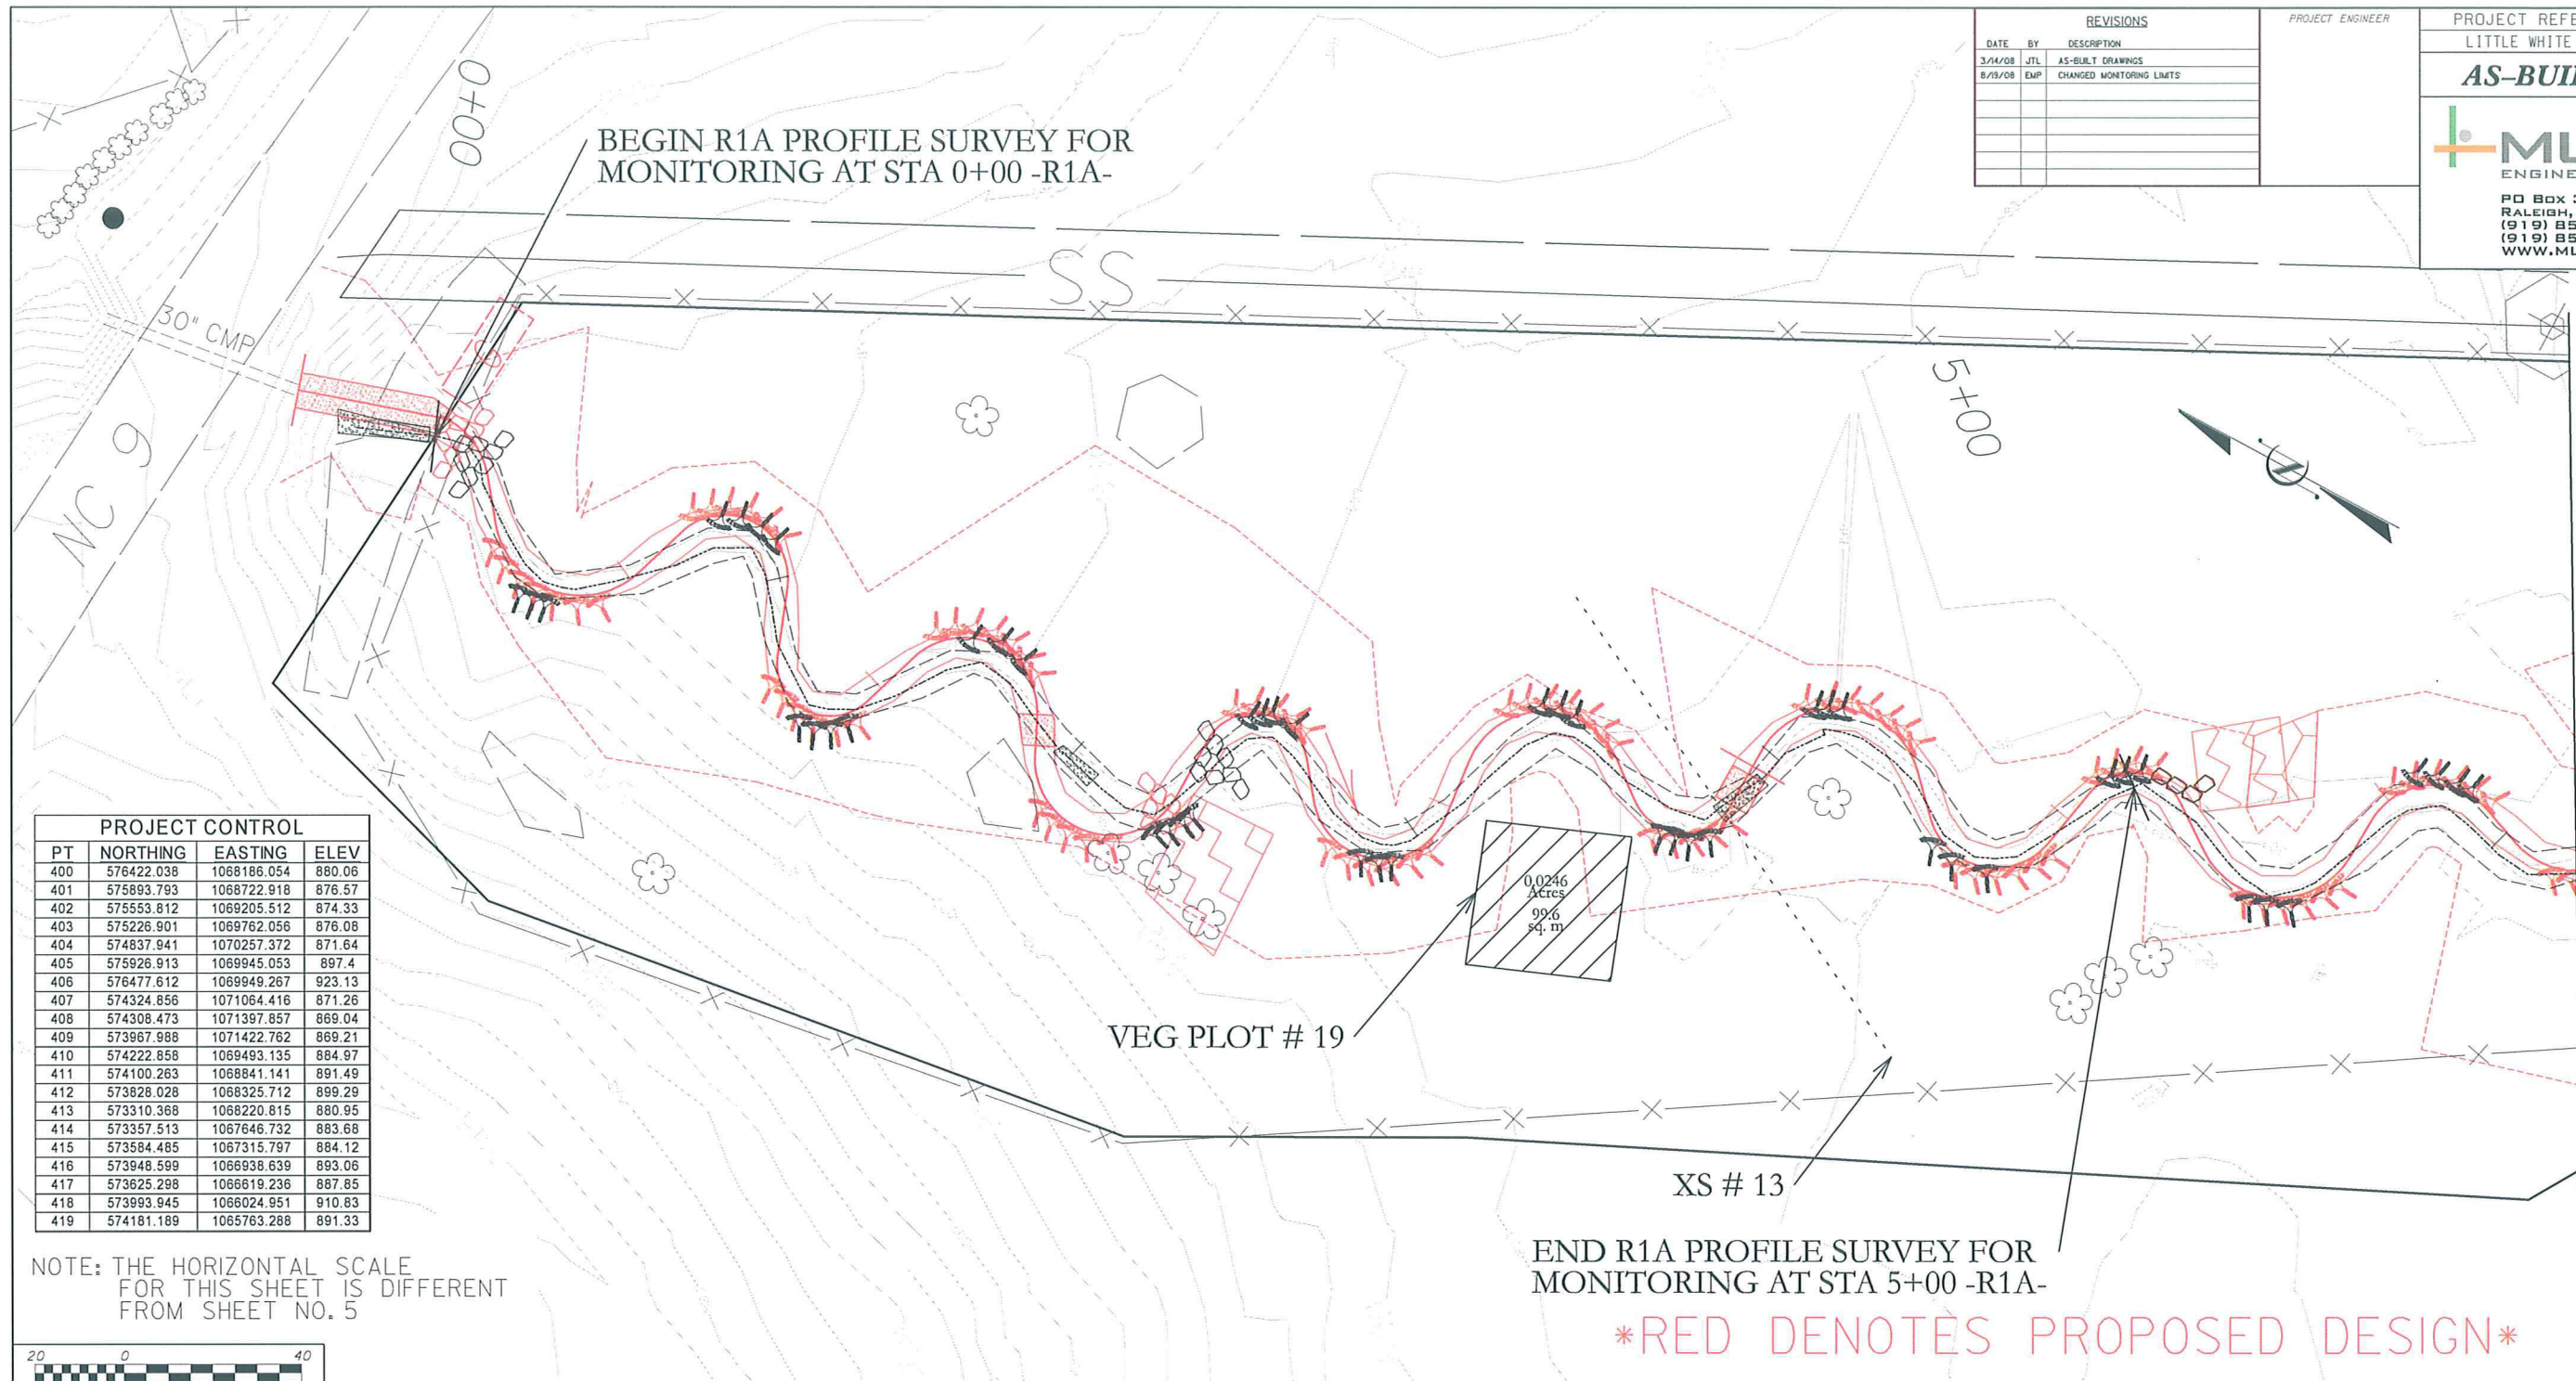 REVISIONS
DATE BY DESCRIPTION
3/14/08 JTL AS-BUILT DRAWINGS
8/19/08 EMP CHANGED MONITORING LIMITS
PROJECT ENGINEER
PROJECT REFE
LITTLE WHITE
AS-BUI
ML
ENGINE
PO BOX
RALEIGH,
(919) 85
(919) 85
WWW.ML
0+00
BEGIN R1A PROFILE SURVEY FOR
MONITORING AT STA 0+00 -R1A-
SS
30" CMP
NC 9
5+00
PROJECT CONTROL
PT NORTHING EASTING ELEV
400 576422.038 1068186.054 880.06
401 575893.793 1068722.918 876.57
402 575553.812 1069205.512 874.33
403 575226.901 1069762.056 876.08
404 574837.941 1070257.372 871.64
405 575926.913 1069945.053 897.4
406 576477.612 1069949.267 923.13
407 574324.856 1071064.416 871.26
408 574308.473 1071397.857 869.04
409 573967.988 1071422.762 869.21
410 574222.858 1069493.135 884.97
411 574100.263 1068841.141 891.49
412 573828.028 1068325.712 899.29
413 573310.368 1068220.815 880.95
414 573357.513 1067646.732 883.68
415 573584.485 1067315.797 884.12
416 573948.599 1066938.639 893.06
417 573625.298 1066619.236 887.85
418 573993.945 1066024.951 910.83
419 574181.189 1065763.288 891.33
0.0246
Acres
99.6
sq. m
VEG PLOT # 19
XS # 13
END R1A PROFILE SURVEY FOR
MONITORING AT STA 5+00 -R1A-
NOTE: THE HORIZONTAL SCALE
FOR THIS SHEET IS DIFFERENT
FROM SHEET NO. 5
*RED DENOTES PROPOSED DESIGN*
20 0 40